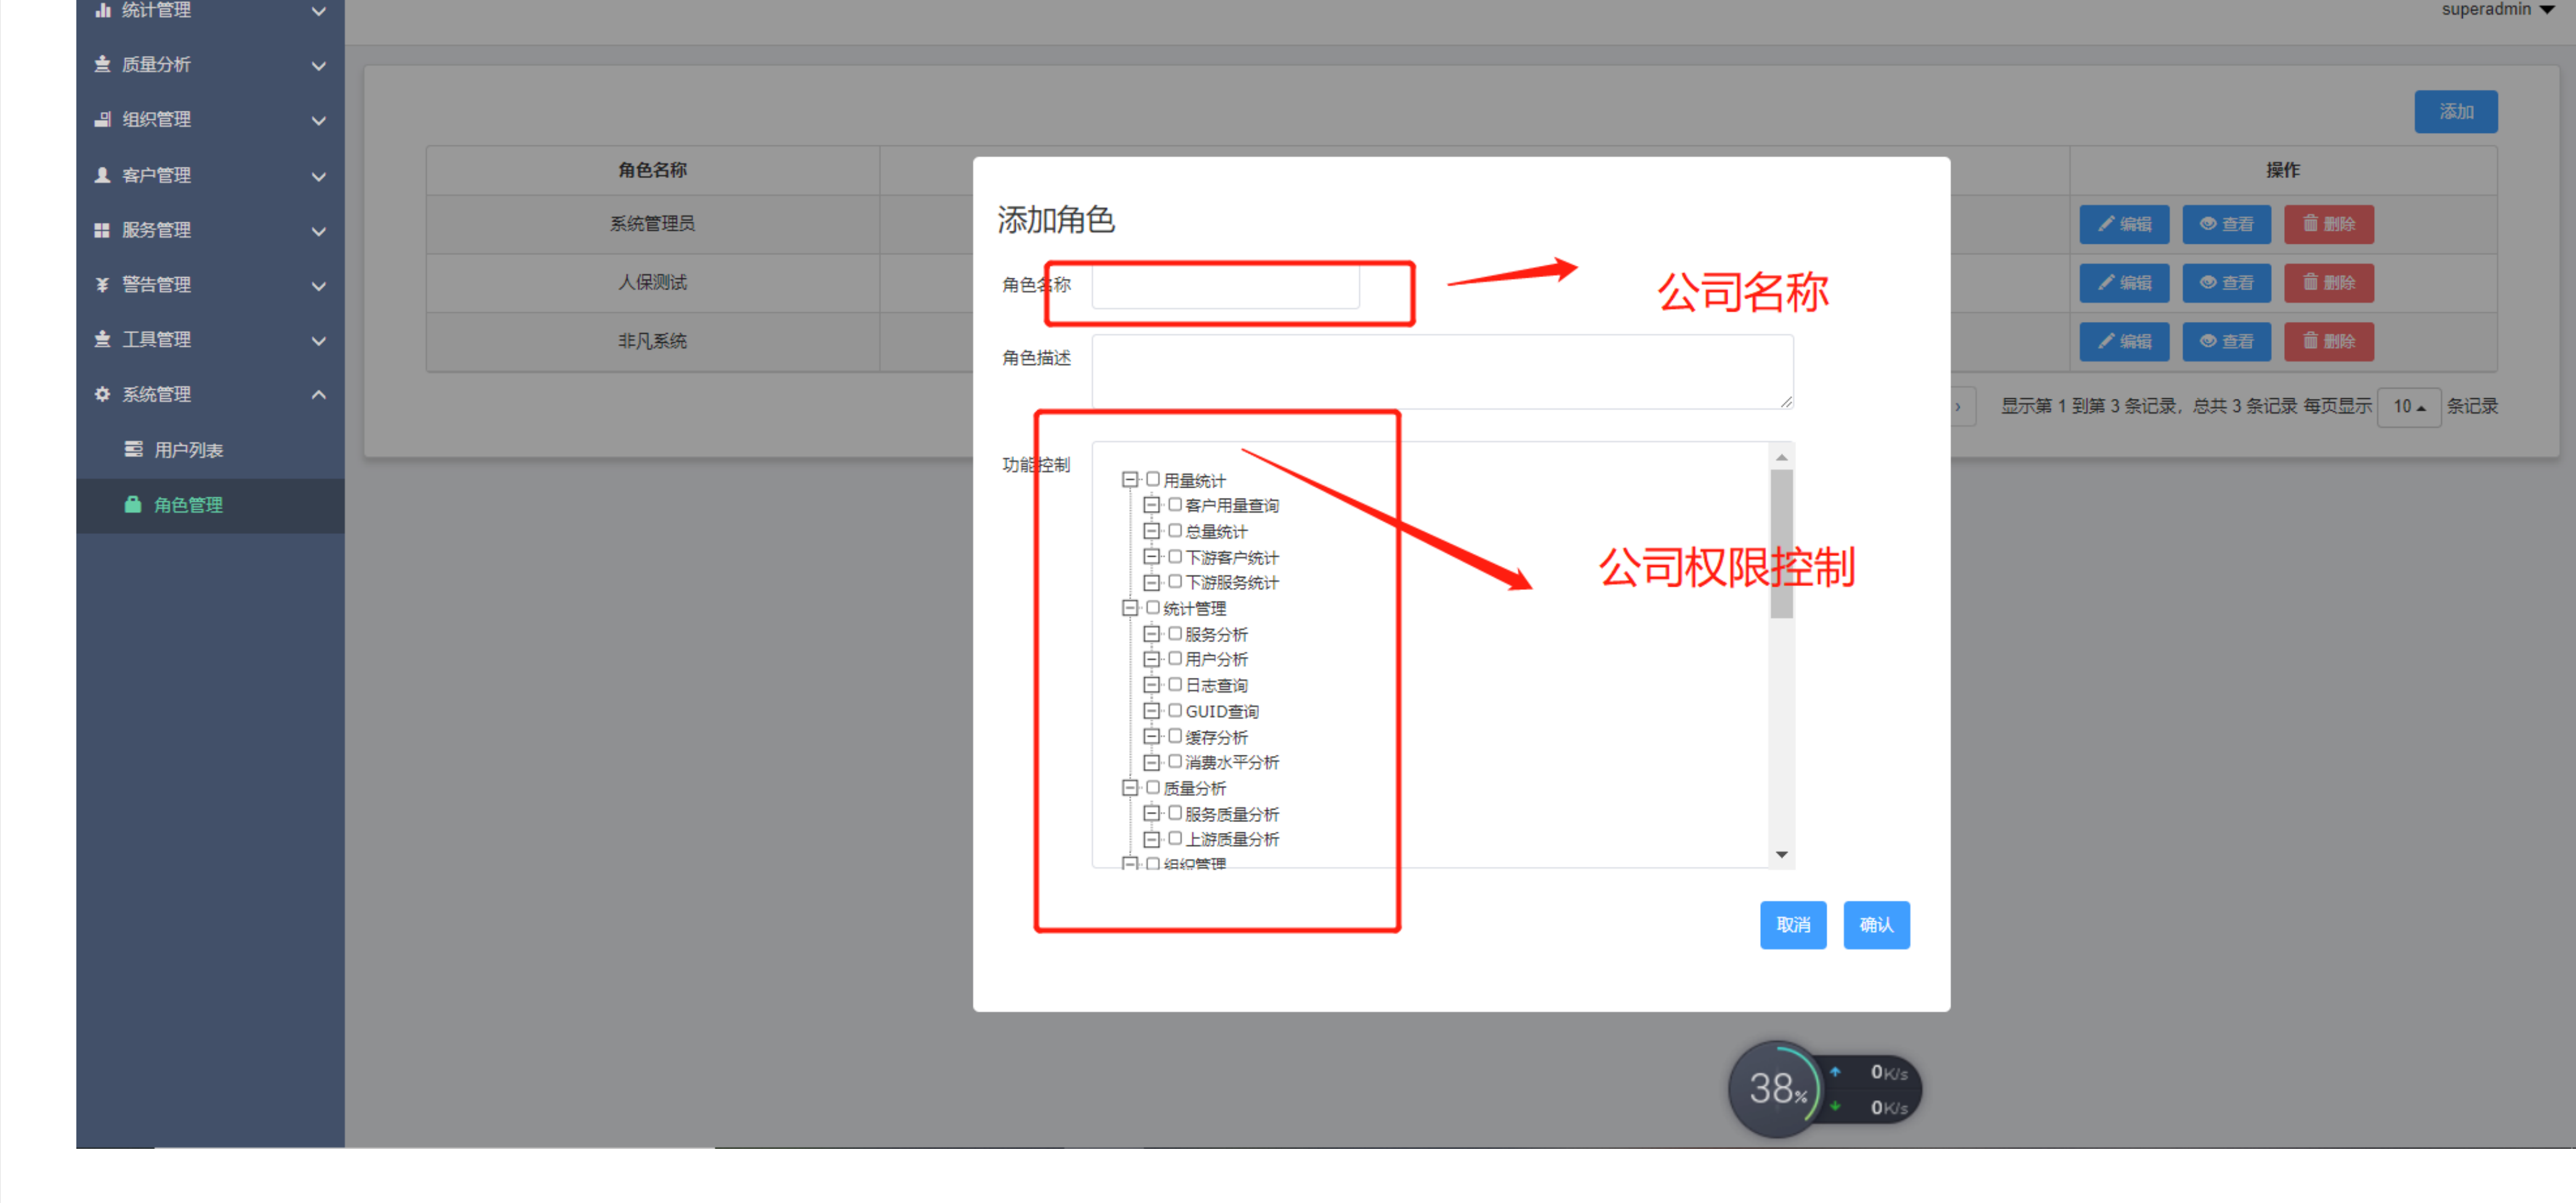 统计管理
superadmin
质量分析
组织管理
客户管理
服务管理
警告管理
工具管理
系统管理
用户列表
角色管理
添加
角色名称
操作
系统管理员
编辑 查看 删除
人保测试
编辑 查看 删除
非凡系统
编辑 查看 删除
显示第 1 到第 3 条记录，总共 3 条记录 每页显示 10 条记录
添加角色
角色名称
公司名称
角色描述
功能控制
用量统计
客户用量查询
总量统计
下游客户统计
下游服务统计
统计管理
服务分析
用户分析
日志查询
GUID查询
缓存分析
消费水平分析
质量分析
服务质量分析
上游质量分析
组织管理
公司权限控制
取消 确认
38%
0K/s
0K/s